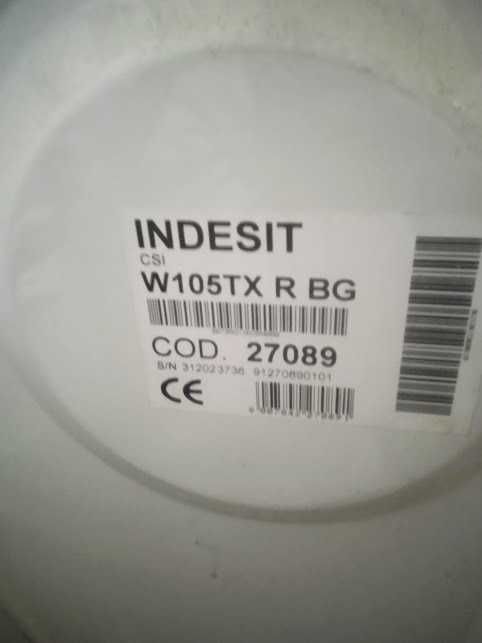 INDESIT
CSI
W105TX R BG
COD. 27089
S/N 312023736 91270890101
CE